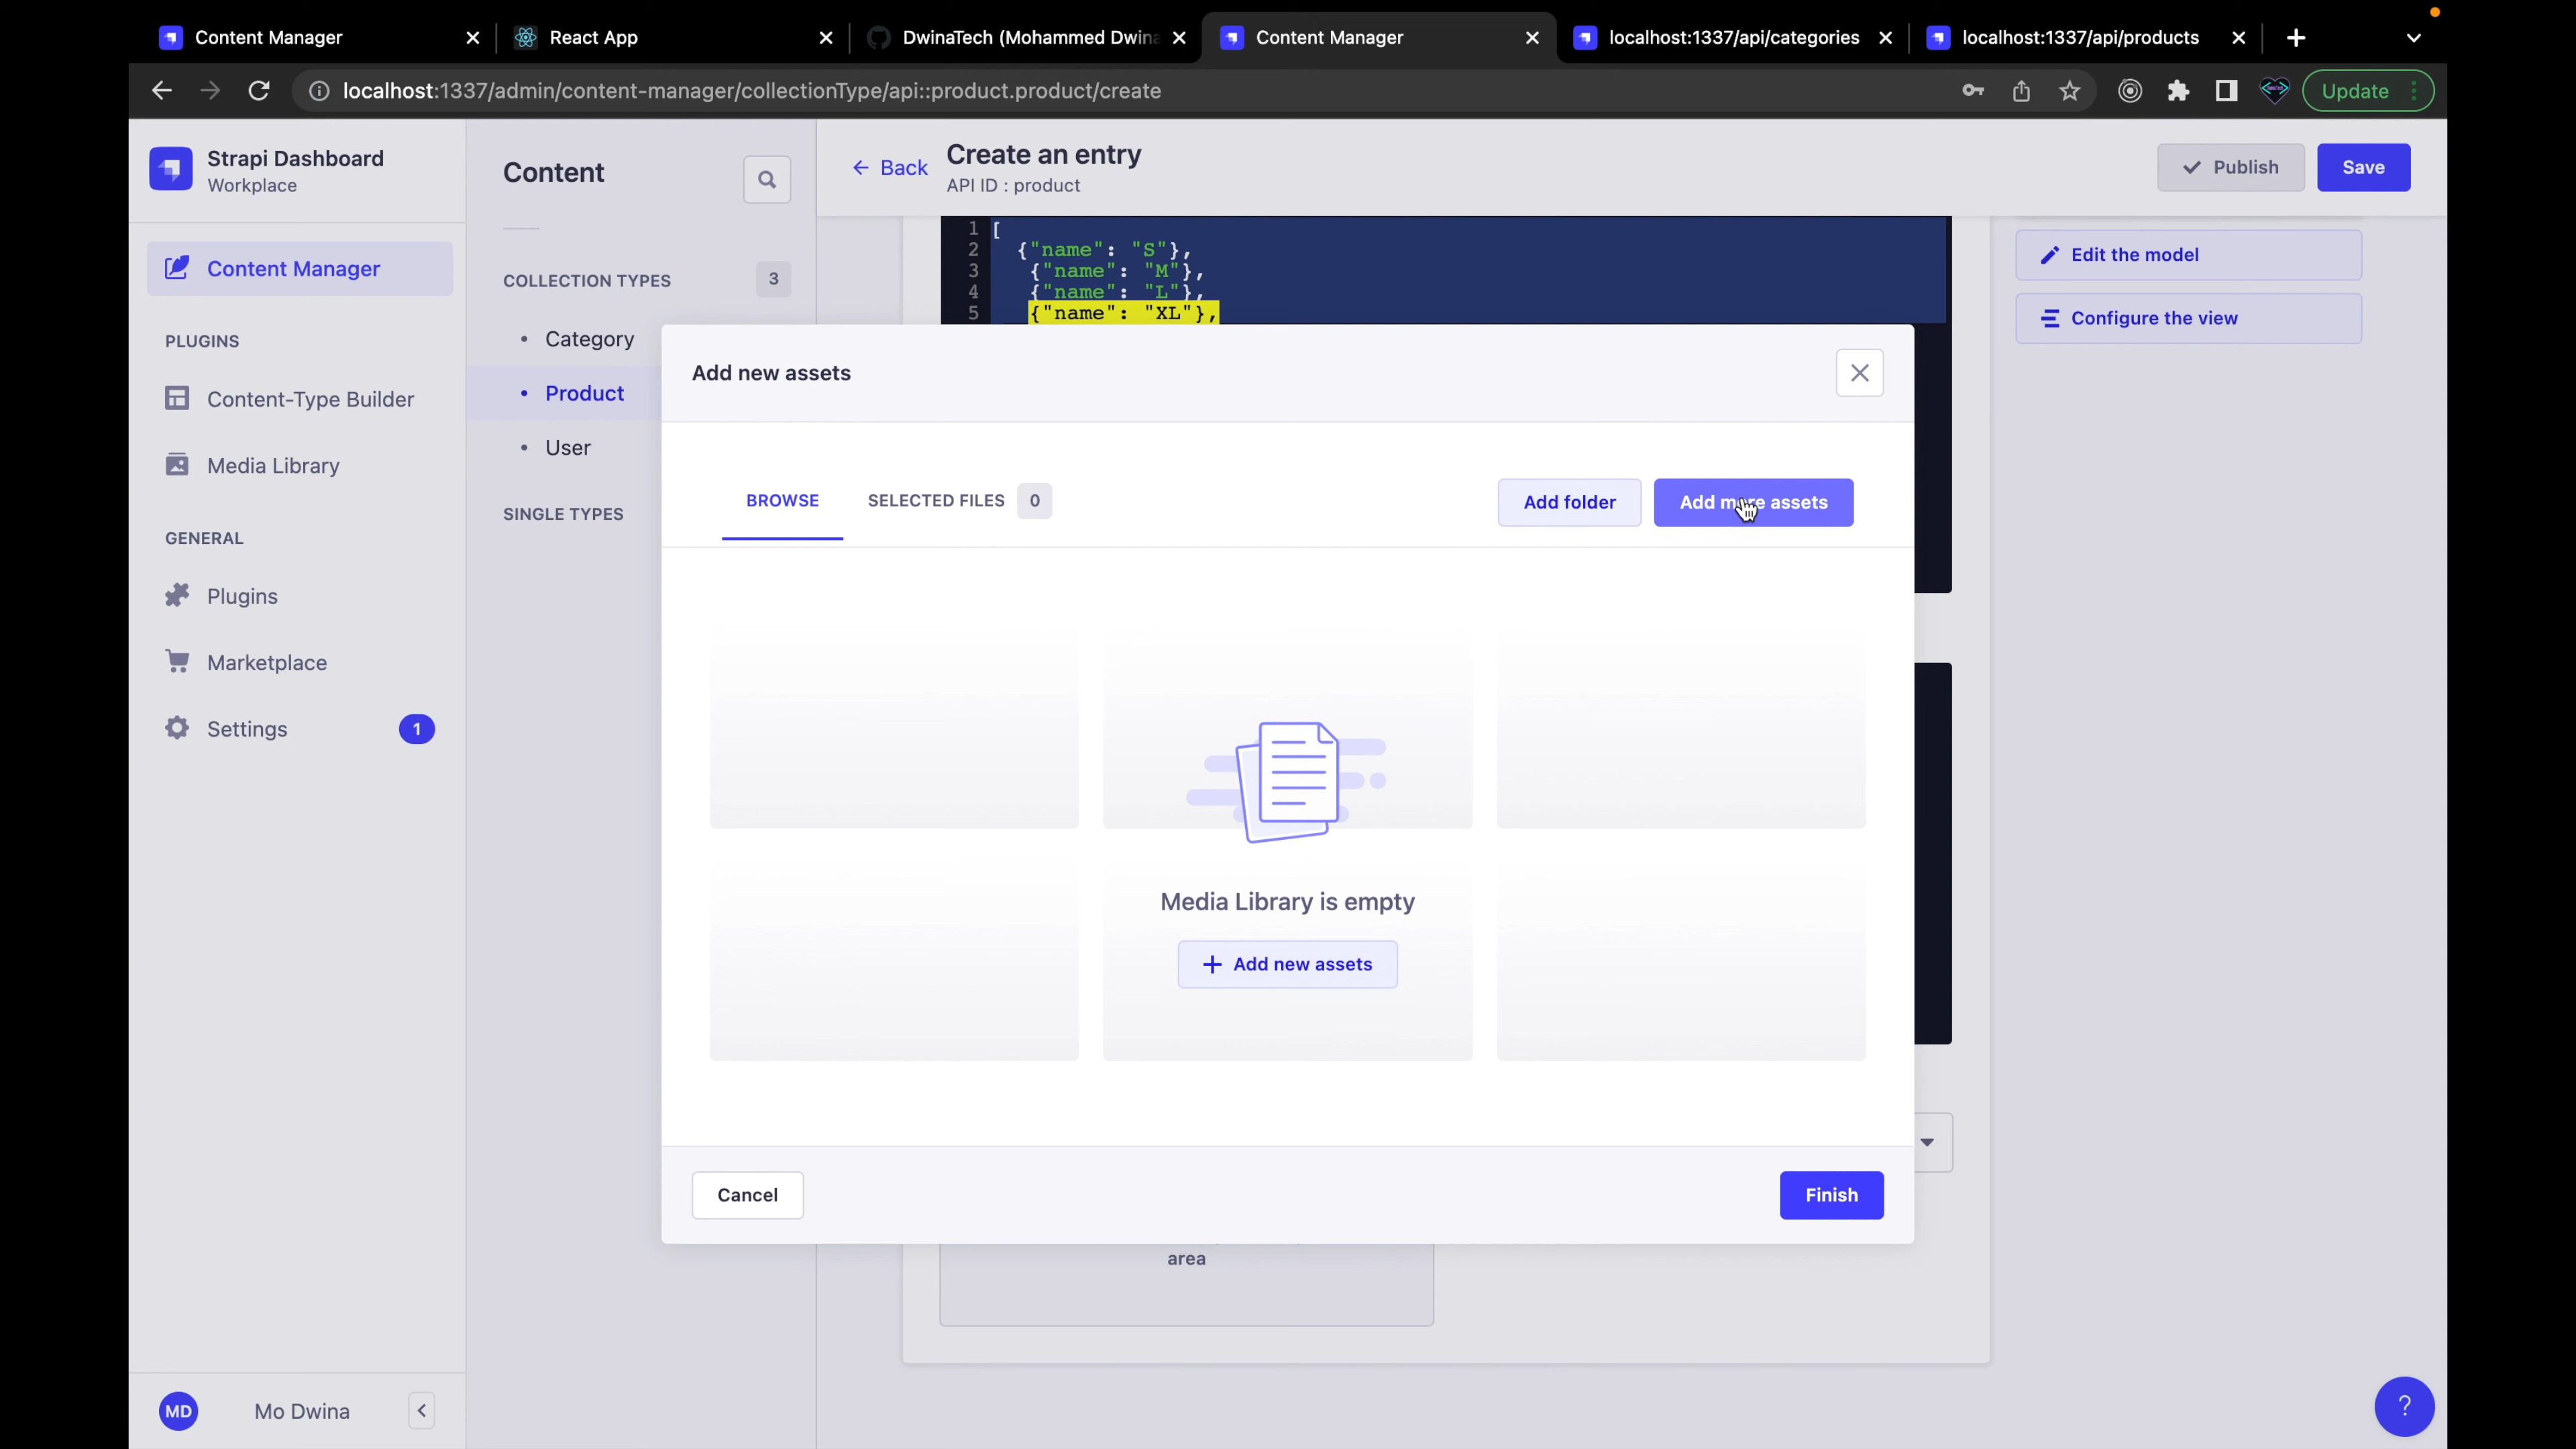 Content Manager
React App
DwinaTech (Mohammed Dwina
Content Manager
localhost:1337/api/categories
localhost:1337/api/products
localhost:1337/admin/content-manager/collectionType/api::product.product/create
Update
Strapi Dashboard
Workplace
Content Manager
PLUGINS
Content-Type Builder
Media Library
GENERAL
Plugins
Marketplace
Settings
1
MD
Mo Dwina
Content
COLLECTION TYPES
3
• Category
• Product
• User
SINGLE TYPES
Back
Create an entry
API ID : product
Publish
Save
1 [
2 {"name": "S"},
3 {"name": "M"},
4 {"name": "L"},
5 {"name": "XL"},
Edit the model
Configure the view
Add new assets
BROWSE
SELECTED FILES
0
Add folder
Add more assets
Media Library is empty
+ Add new assets
Cancel
Finish
area
?